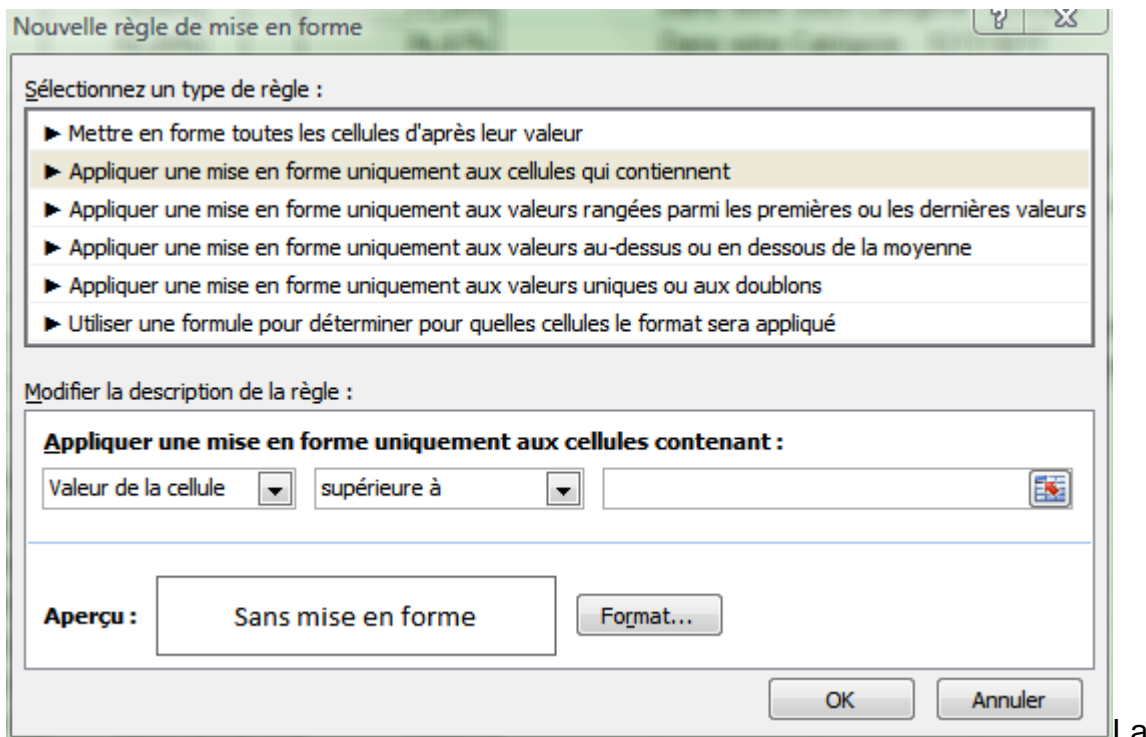 Nouvelle règle de mise en forme
Sélectionnez un type de règle :
► Mettre en forme toutes les cellules d'après leur valeur
► Appliquer une mise en forme uniquement aux cellules qui contiennent
► Appliquer une mise en forme uniquement aux valeurs rangées parmi les premières ou les dernières valeurs
► Appliquer une mise en forme uniquement aux valeurs au-dessus ou en dessous de la moyenne
► Appliquer une mise en forme uniquement aux valeurs uniques ou aux doublons
► Utiliser une formule pour déterminer pour quelles cellules le format sera appliqué
Modifier la description de la règle :
Appliquer une mise en forme uniquement aux cellules contenant :
Valeur de la cellule supérieure à
Aperçu : Sans mise en forme Format...
OK Annuler
La